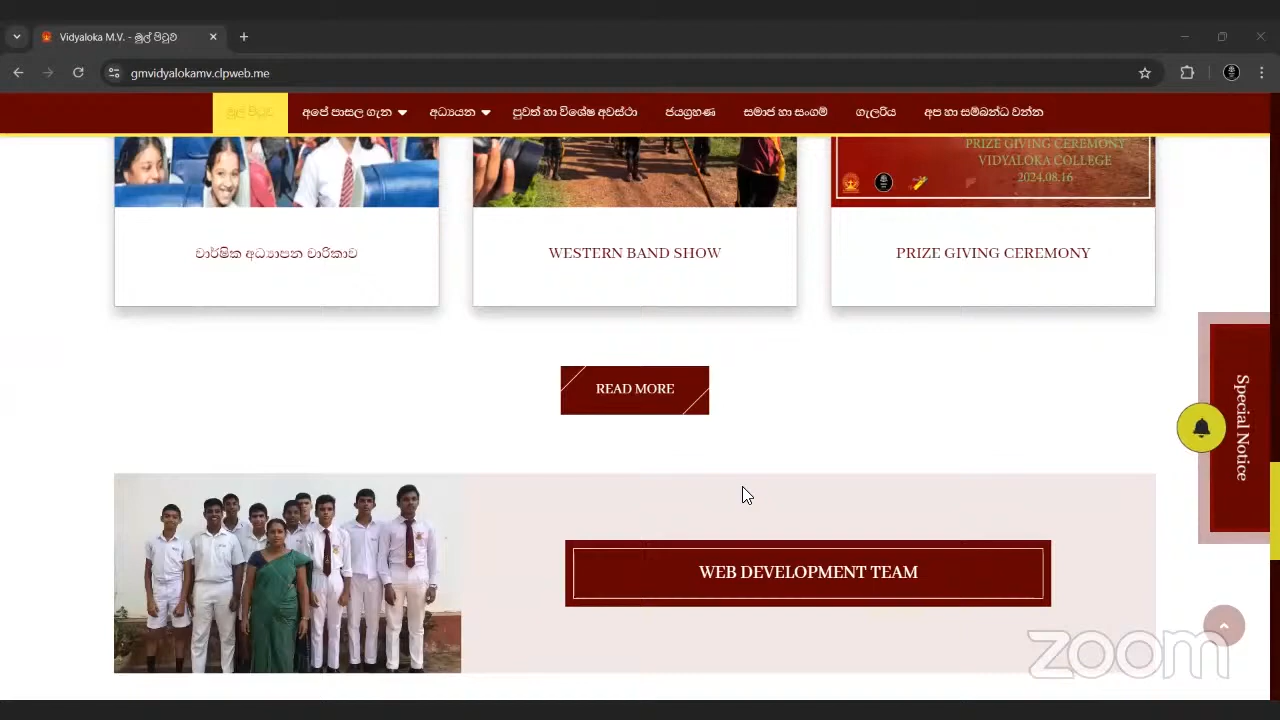 Vidyaloka M.V. - මුල් පිටුව
gmvidyalokamv.clpweb.me
මුල් පිටුව
අපේ පාසල ගැන
අධ්‍යයන
පුවත් හා විශේෂ අවස්ථා
ජයග්‍රහණ
සමාජ හා සංගම්
ගැලරිය
අප හා සම්බන්ධ වන්න
PRIZE GIVING CEREMONY
VIDYALOKA COLLEGE
2024.08.16
වාර්ෂික අධ්‍යාපන චාරිකාව
WESTERN BAND SHOW
PRIZE GIVING CEREMONY
READ MORE
Special Notice
WEB DEVELOPMENT TEAM
zoom